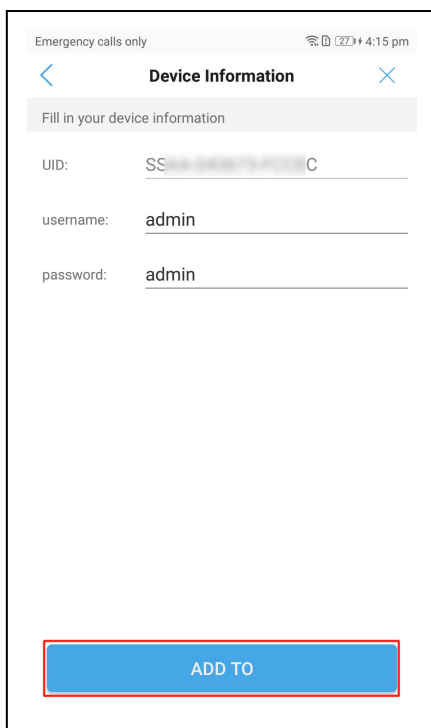 Emergency calls only 27 4:15 pm
Device Information
Fill in your device information
UID: SS C
username: admin
password: admin
ADD TO